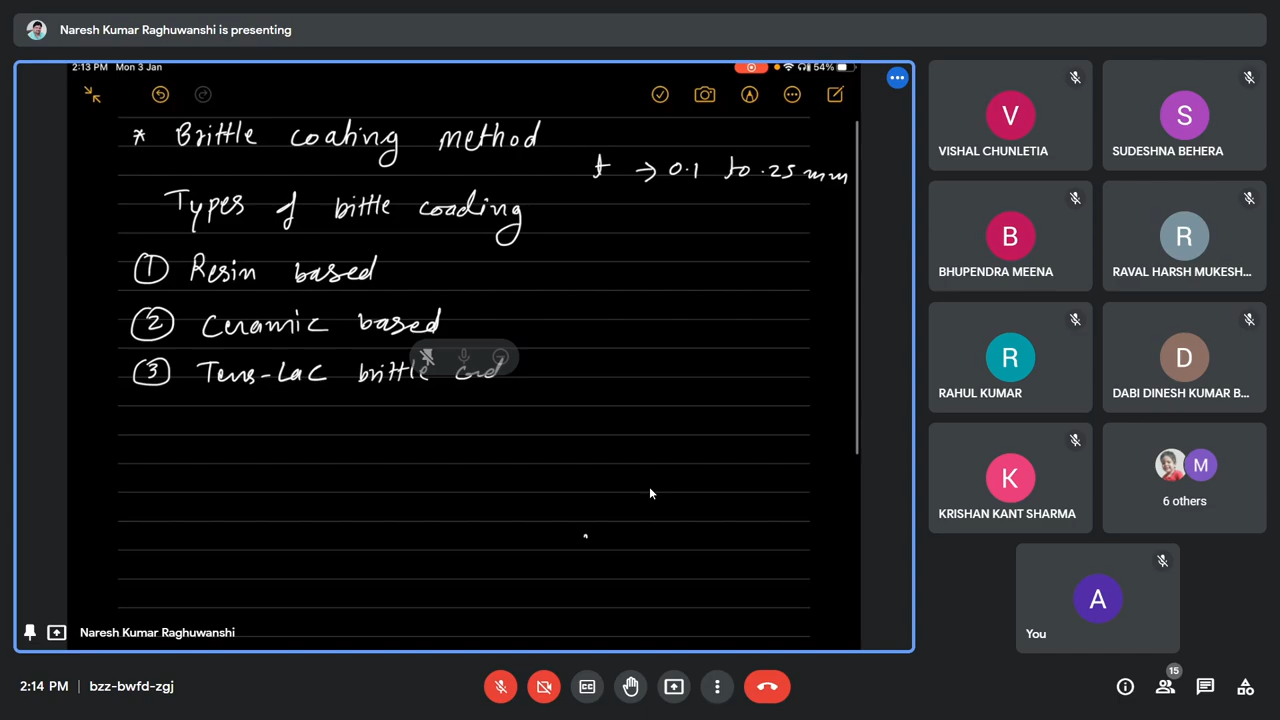 Naresh Kumar Raghuwanshi is presenting
2:13 PM Mon 3 Jan
54%
* Brittle coating method
t → 0.1 to .25 mm
Types of bittle coading
① Resin based
② Ceramic based
③ Tens-Lac brittle
Naresh Kumar Raghuwanshi
V
VISHAL CHUNLETIA
S
SUDESHNA BEHERA
B
BHUPENDRA MEENA
R
RAVAL HARSH MUKESH...
R
RAHUL KUMAR
D
DABI DINESH KUMAR B...
K
KRISHAN KANT SHARMA
M
6 others
A
You
2:14 PM | bzz-bwfd-zgj
15